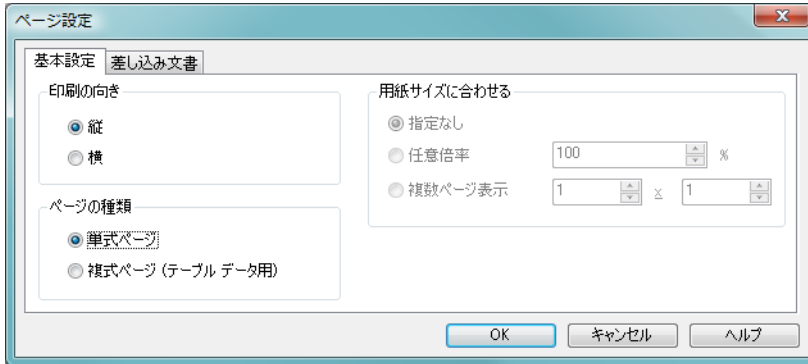 ページ設定
基本設定 差し込み文書
印刷の向き
縦
横
ページの種類
単式ページ
複式ページ (テーブル データ用)
用紙サイズに合わせる
指定なし
任意倍率 100 %
複数ページ表示 1 x 1
OK キャンセル ヘルプ